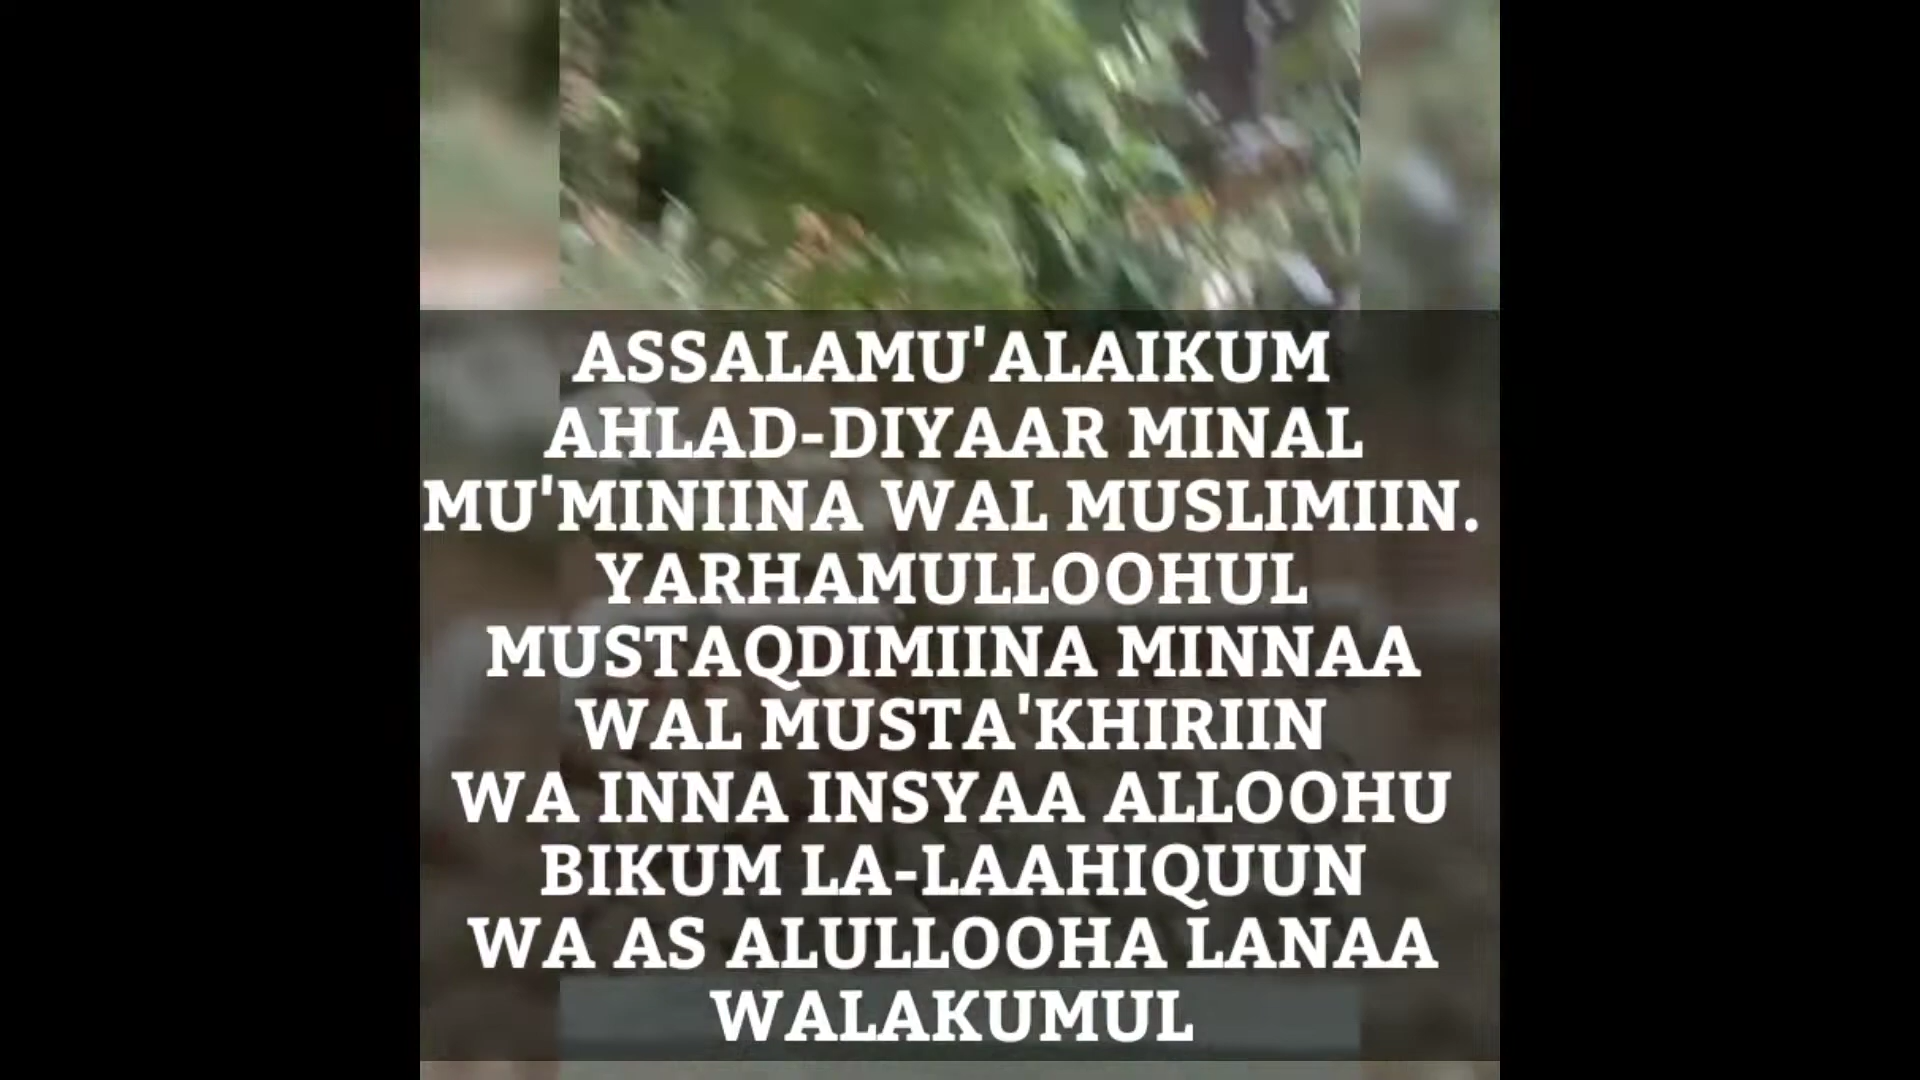 ASSALAMU'ALAIKUM
AHLAD-DIYAAR MINAL
MU'MINIINA WAL MUSLIMIIN.
YARHAMULLOOHUL
MUSTAQDIMIINA MINNAA
WAL MUSTA'KHIRIIN
WA INNA INSYAA ALLOOHU
BIKUM LA-LAAHIQUUN
WA AS ALULLOOHA LANAA
WALAKUMUL